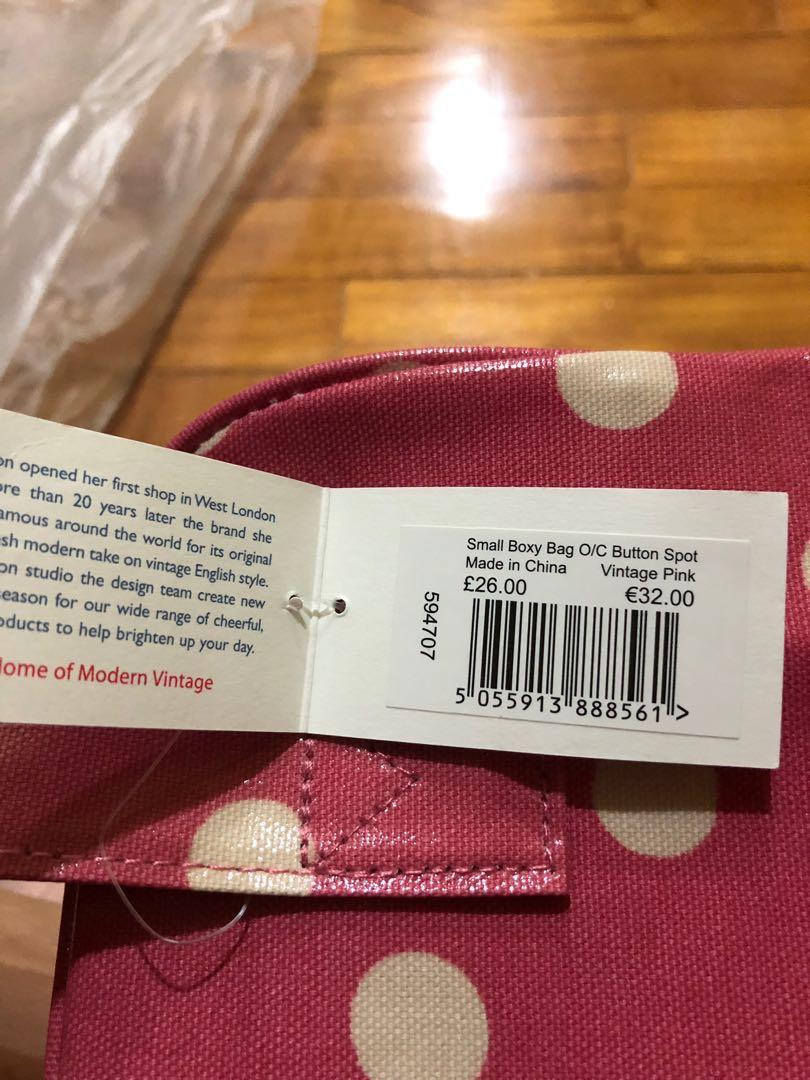 on opened her first shop in West London
ore than 20 years later the brand she
amous around the world for its original
esh modern take on vintage English style.
on studio the design team create new
season for our wide range of cheerful,
oducts to help brighten up your day.
Home of Modern Vintage
Small Boxy Bag O/C Button Spot
Made in China Vintage Pink
£26.00 €32.00
594707
5 055913 888561 >